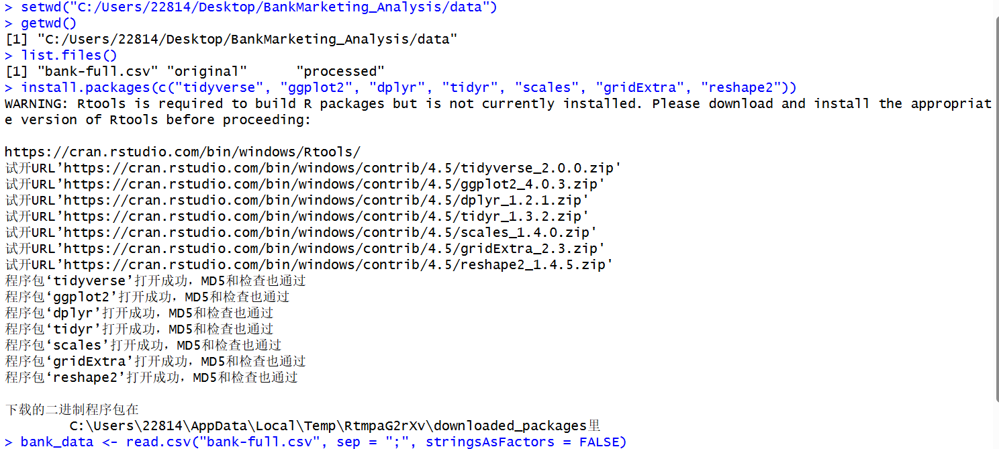 > setwd("C:/Users/22814/Desktop/BankMarketing_Analysis/data")
> getwd()
[1] "C:/Users/22814/Desktop/BankMarketing_Analysis/data"
> list.files()
[1] "bank-full.csv" "original"      "processed"
> install.packages(c("tidyverse", "ggplot2", "dplyr", "tidyr", "scales", "gridExtra", "reshape2"))
WARNING: Rtools is required to build R packages but is not currently installed. Please download and install the appropriat
e version of Rtools before proceeding:

https://cran.rstudio.com/bin/windows/Rtools/
试开URL’https://cran.rstudio.com/bin/windows/contrib/4.5/tidyverse_2.0.0.zip'
试开URL’https://cran.rstudio.com/bin/windows/contrib/4.5/ggplot2_4.0.3.zip'
试开URL’https://cran.rstudio.com/bin/windows/contrib/4.5/dplyr_1.2.1.zip'
试开URL’https://cran.rstudio.com/bin/windows/contrib/4.5/tidyr_1.3.2.zip'
试开URL’https://cran.rstudio.com/bin/windows/contrib/4.5/scales_1.4.0.zip'
试开URL’https://cran.rstudio.com/bin/windows/contrib/4.5/gridExtra_2.3.zip'
试开URL’https://cran.rstudio.com/bin/windows/contrib/4.5/reshape2_1.4.5.zip'
程序包‘tidyverse’打开成功，MD5和检查也通过
程序包‘ggplot2’打开成功，MD5和检查也通过
程序包‘dplyr’打开成功，MD5和检查也通过
程序包‘tidyr’打开成功，MD5和检查也通过
程序包‘scales’打开成功，MD5和检查也通过
程序包‘gridExtra’打开成功，MD5和检查也通过
程序包‘reshape2’打开成功，MD5和检查也通过

下载的二进制程序包在
        C:\Users\22814\AppData\Local\Temp\RtmpaG2rXv\downloaded_packages里
> bank_data <- read.csv("bank-full.csv", sep = ";", stringsAsFactors = FALSE)